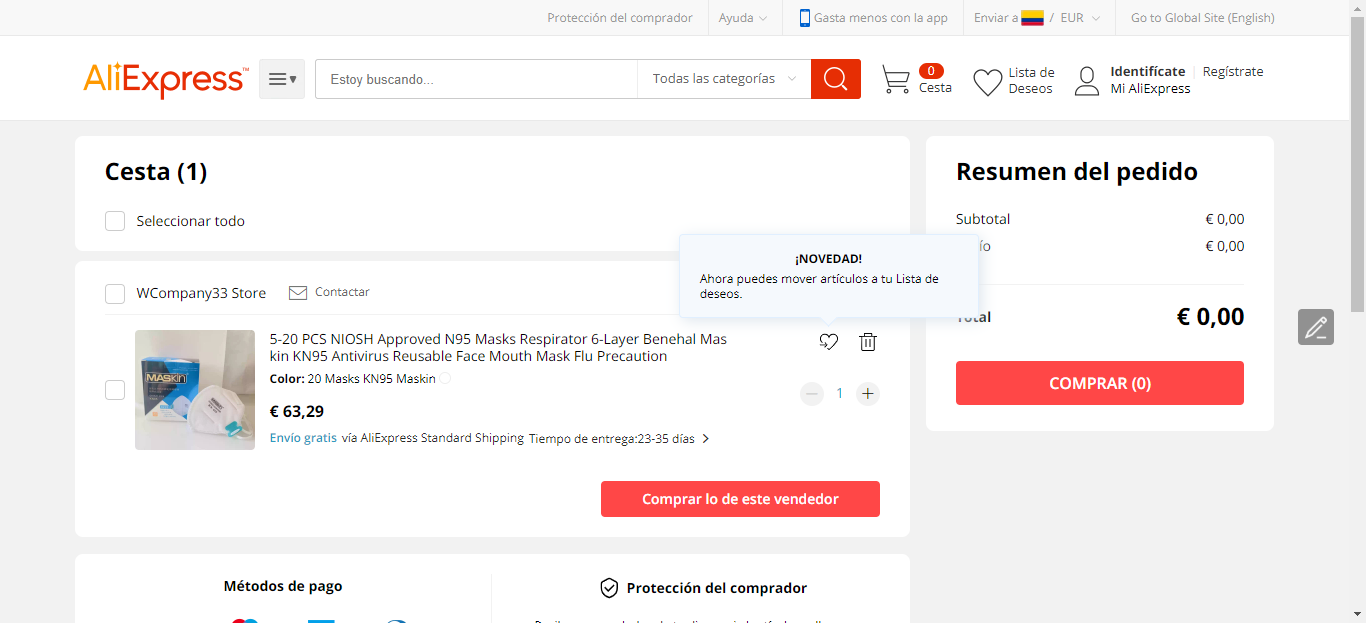 Protección del comprador
Ayuda
Gasta menos con la app
Enviar a / EUR
Go to Global Site (English)
AliExpress™
Estoy buscando...
Todas las categorías
0
Cesta
Lista de
Deseos
Identifícate
Regístrate
Mi AliExpress
Cesta (1)
Seleccionar todo
¡NOVEDAD!
Ahora puedes mover artículos a tu Lista de
deseos.
WCompany33 Store
Contactar
MASKin
5-20 PCS NIOSH Approved N95 Masks Respirator 6-Layer Benehal Mas
kin KN95 Antivirus Reusable Face Mouth Mask Flu Precaution
Color: 20 Masks KN95 Maskin
€ 63,29
1
Envío gratis vía AliExpress Standard Shipping Tiempo de entrega:23-35 días
Comprar lo de este vendedor
Resumen del pedido
Subtotal € 0,00
€ 0,00
Total € 0,00
COMPRAR (0)
Métodos de pago
Protección del comprador